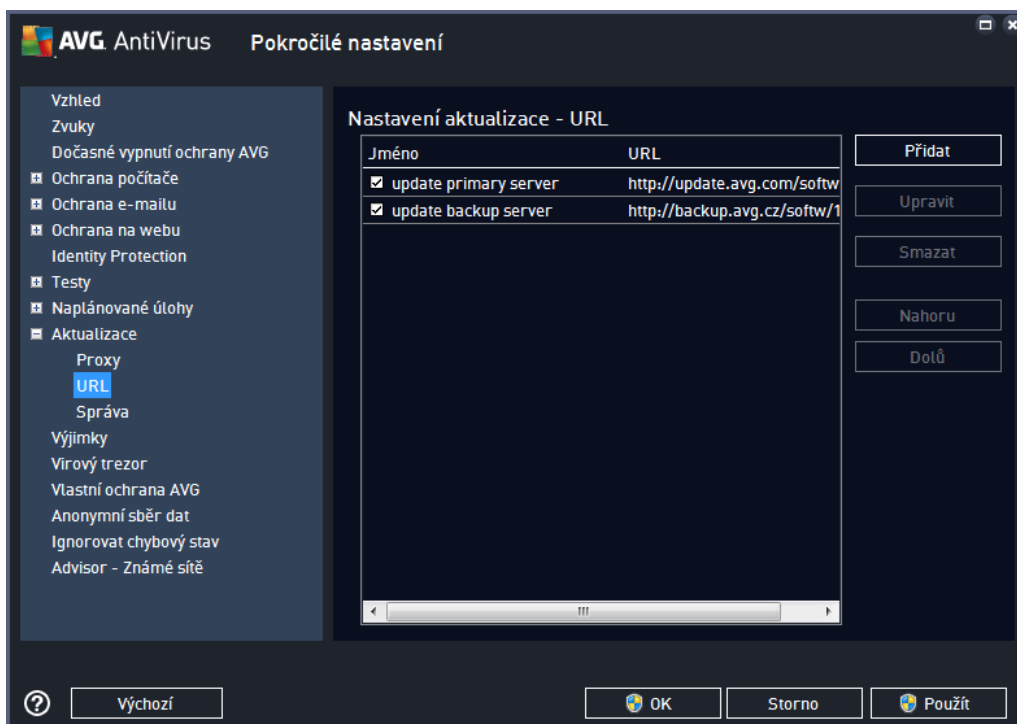 AVG. AntiVirus Pokročilé nastavení
Vzhled
Zvuky
Dočasné vypnutí ochrany AVG
Ochrana počítače
Ochrana e-mailu
Ochrana na webu
Identity Protection
Testy
Naplánované úlohy
Aktualizace
Proxy
URL
Správa
Výjimky
Virový trezor
Vlastní ochrana AVG
Anonymní sběr dat
Ignorovat chybový stav
Advisor - Známé sítě
Nastavení aktualizace - URL
Jméno URL
update primary server http://update.avg.com/softw
update backup server http://backup.avg.cz/softw/1
Přidat
Upravit
Smazat
Nahoru
Dolů
? Výchozí OK Storno Použít